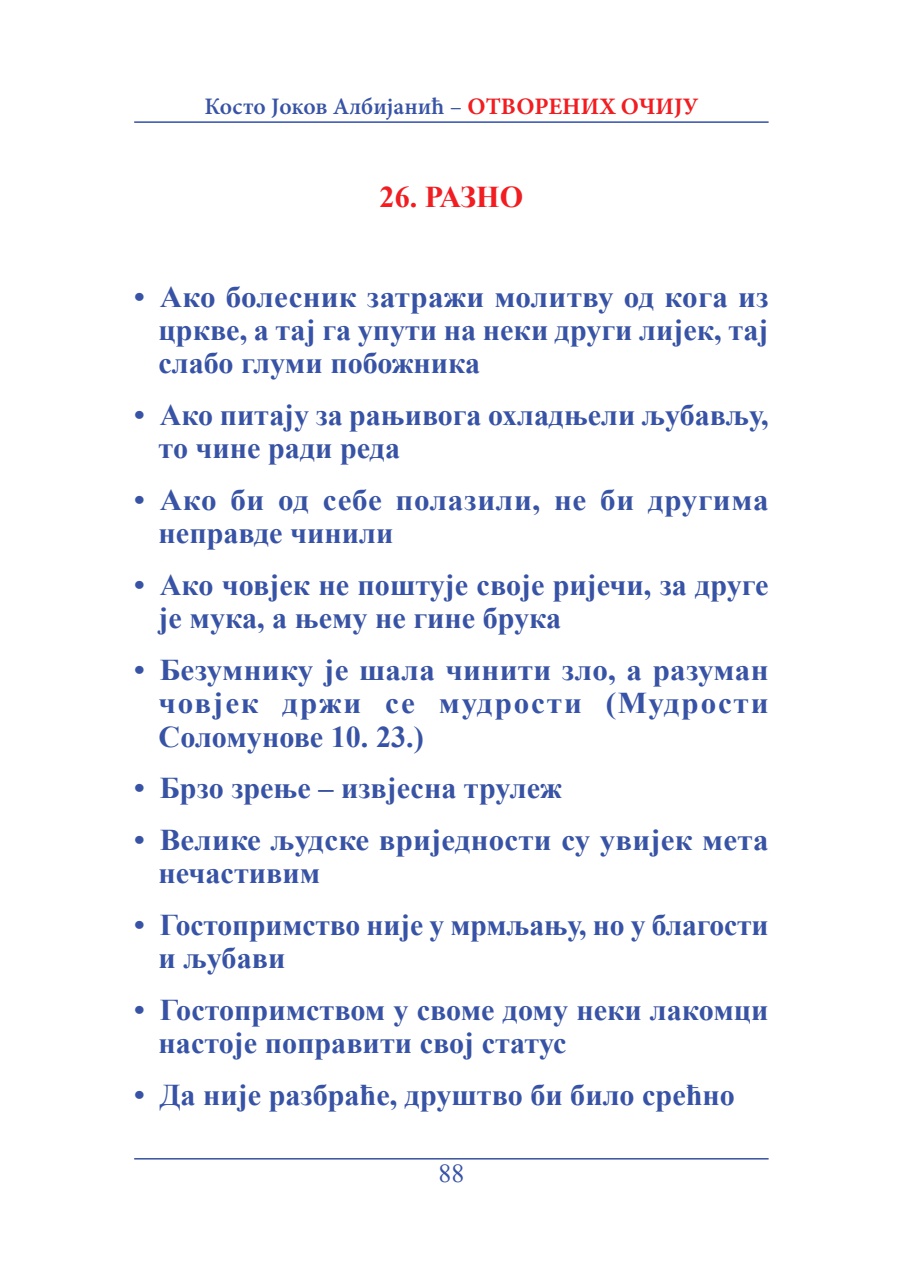 Косто Јоков Албијанић – ОТВОРЕНИХ ОЧИЈУ
26. РАЗНО
• Ако болесник затражи молитву од кога из
цркве, а тај га упути на неки други лијек, тај
слабо глуми побожника
• Ако питају за рањивога охладњели љубављу,
то чине ради реда
• Ако би од себе полазили, не би другима
неправде чинили
• Ако човјек не поштује своје ријечи, за друге
је мука, а њему не гине брука
• Безумнику је шала чинити зло, а разуман
човјек држи се мудрости (Мудрости
Соломунове 10. 23.)
• Брзо зрење – извјесна трулеж
• Велике људске вриједности су увијек мета
нечастивим
• Гостопримство није у мрмљању, но у благости
и љубави
• Гостопримством у своме дому неки лакомци
настоје поправити свој статус
• Да није разбраће, друштво би било срећно
88